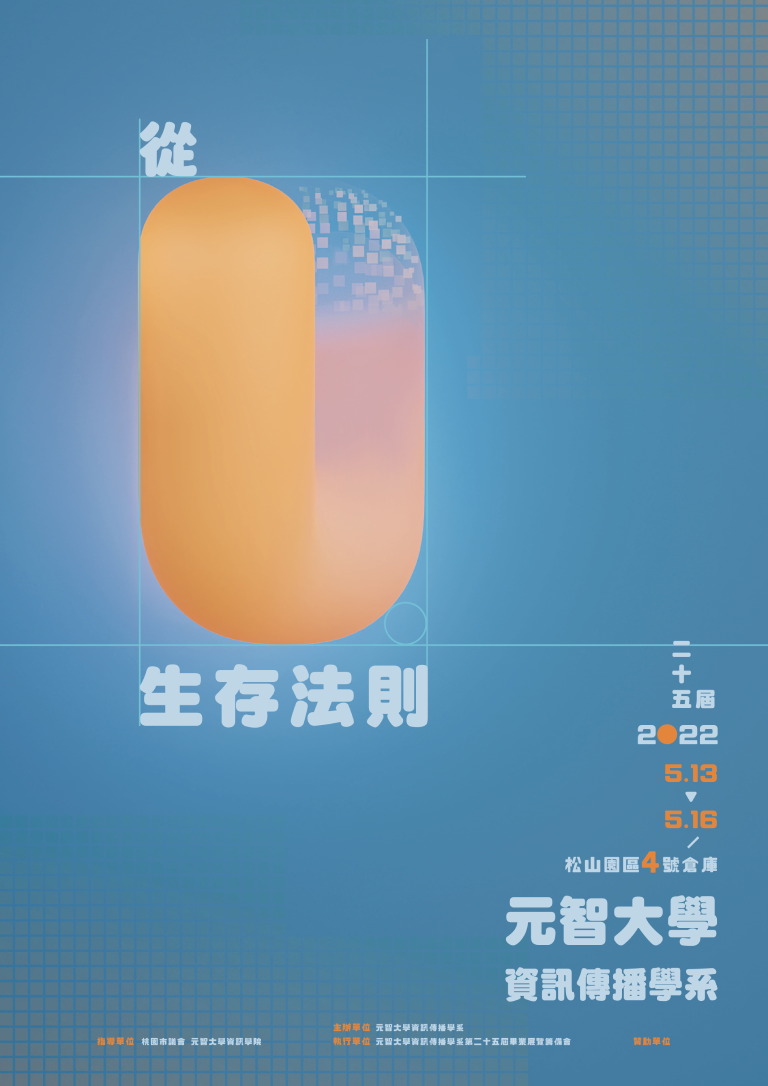 從
生存法則
二十五屆
2022
5.13
5.16
松山園區4號倉庫
元智大學
資訊傳播學系
主辦單位 元智大學資訊傳播學系
指導單位 桃園市議會 元智大學資訊學院
執行單位 元智大學資訊傳播學系第二十五屆畢業展覽籌備會
贊助單位